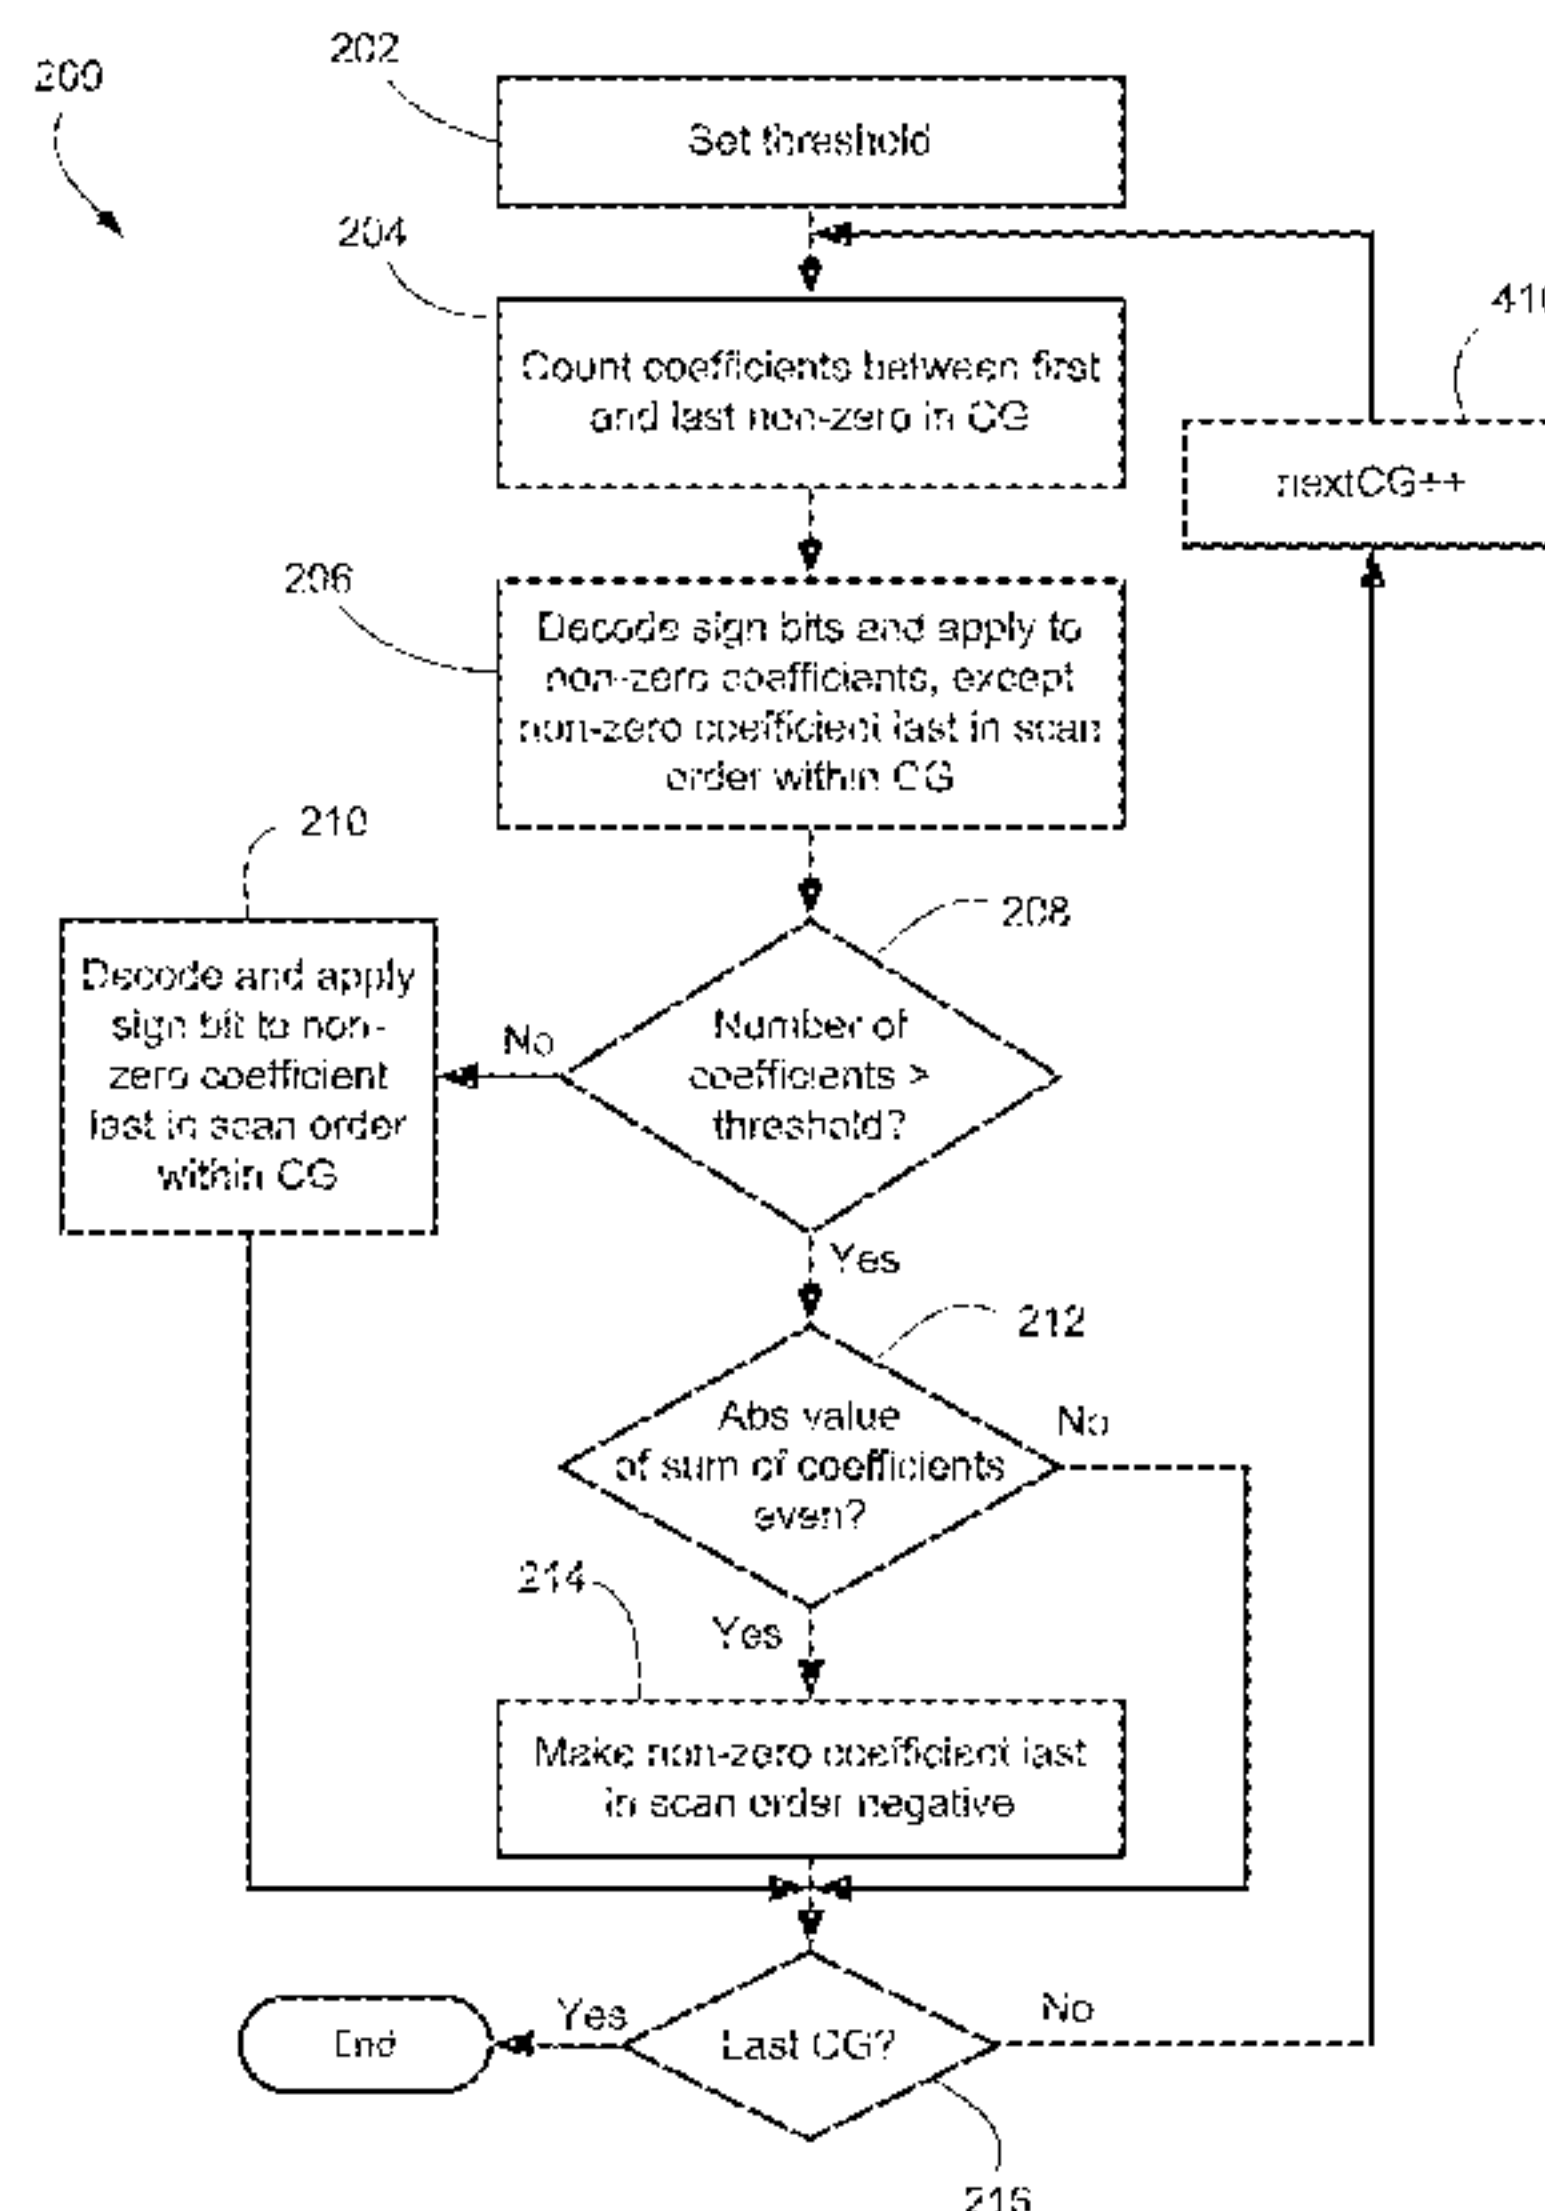 200
202
Set threshold
204
Count coefficients between first
and last non-zero in CG
nextCG++
206
Decode sign bits and apply to
non-zero coefficients, except
non-zero coefficient last in scan
order within CG
210
Decode and apply
sign bit to non-
zero coefficient
last in scan order
within CG
208
No
Number of
coefficients >
threshold?
Yes
212
Abs value
of sum of coefficients
even?
No
214
Yes
Make non-zero coefficient last
in scan order negative
End
Yes
Last CG?
No